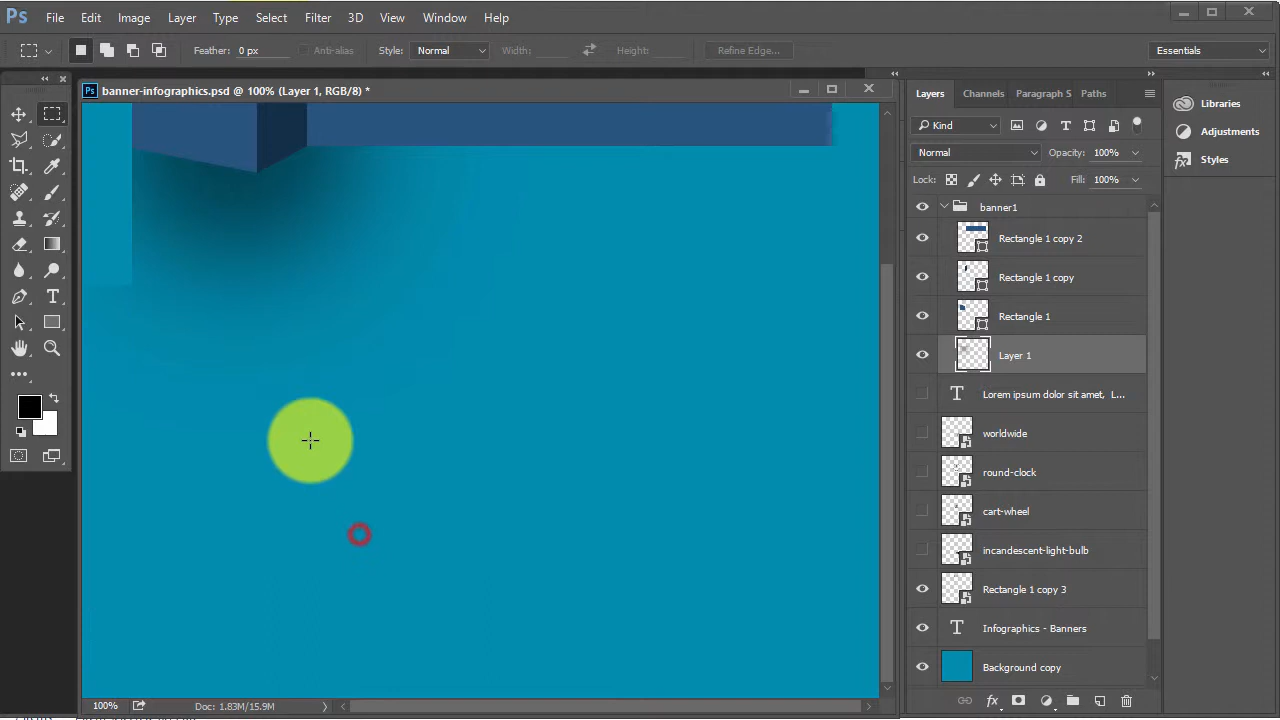 Ps File Edit Image Layer Type Select Filter 3D View Window Help
Feather: 0 px Anti-alias Style: Normal Width: Height: Refine Edge... Essentials
Ps banner-infographics.psd @ 100% (Layer 1, RGB/8) *
Layers Channels Paragraph S Paths
Libraries
Kind
Adjustments
Normal Opacity: 100%
Styles
Lock: Fill: 100%
banner1
Rectangle 1 copy 2
Rectangle 1 copy
Rectangle 1
Layer 1
T Lorem ipsum dolor sit amet, L...
worldwide
round-clock
cart-wheel
incandescent-light-bulb
Rectangle 1 copy 3
T Infographics - Banners
Background copy
100% Doc: 1.83M/15.9M
fx